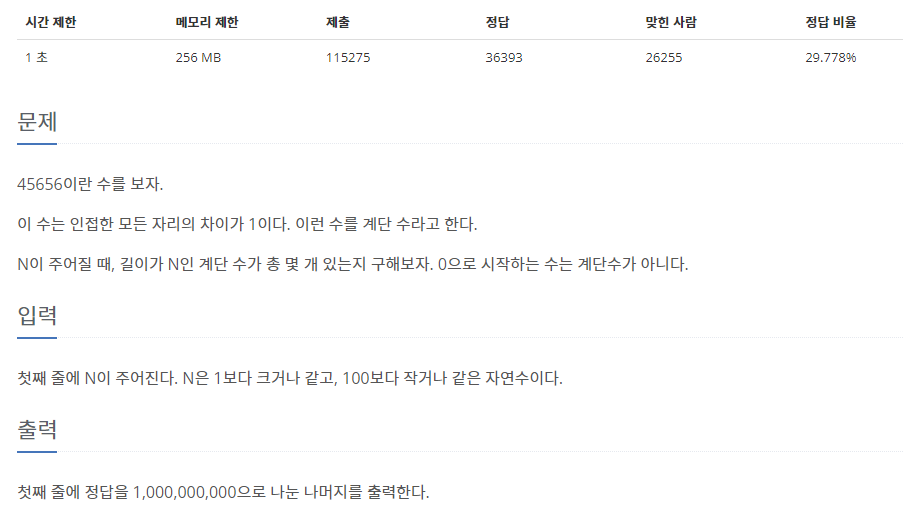 시간 제한 메모리 제한 제출 정답 맞힌 사람 정답 비율
1 초 256 MB 115275 36393 26255 29.778%
문제
45656이란 수를 보자.
이 수는 인접한 모든 자리의 차이가 1이다. 이런 수를 계단 수라고 한다.
N이 주어질 때, 길이가 N인 계단 수가 총 몇 개 있는지 구해보자. 0으로 시작하는 수는 계단수가 아니다.
입력
첫째 줄에 N이 주어진다. N은 1보다 크거나 같고, 100보다 작거나 같은 자연수이다.
출력
첫째 줄에 정답을 1,000,000,000으로 나눈 나머지를 출력한다.